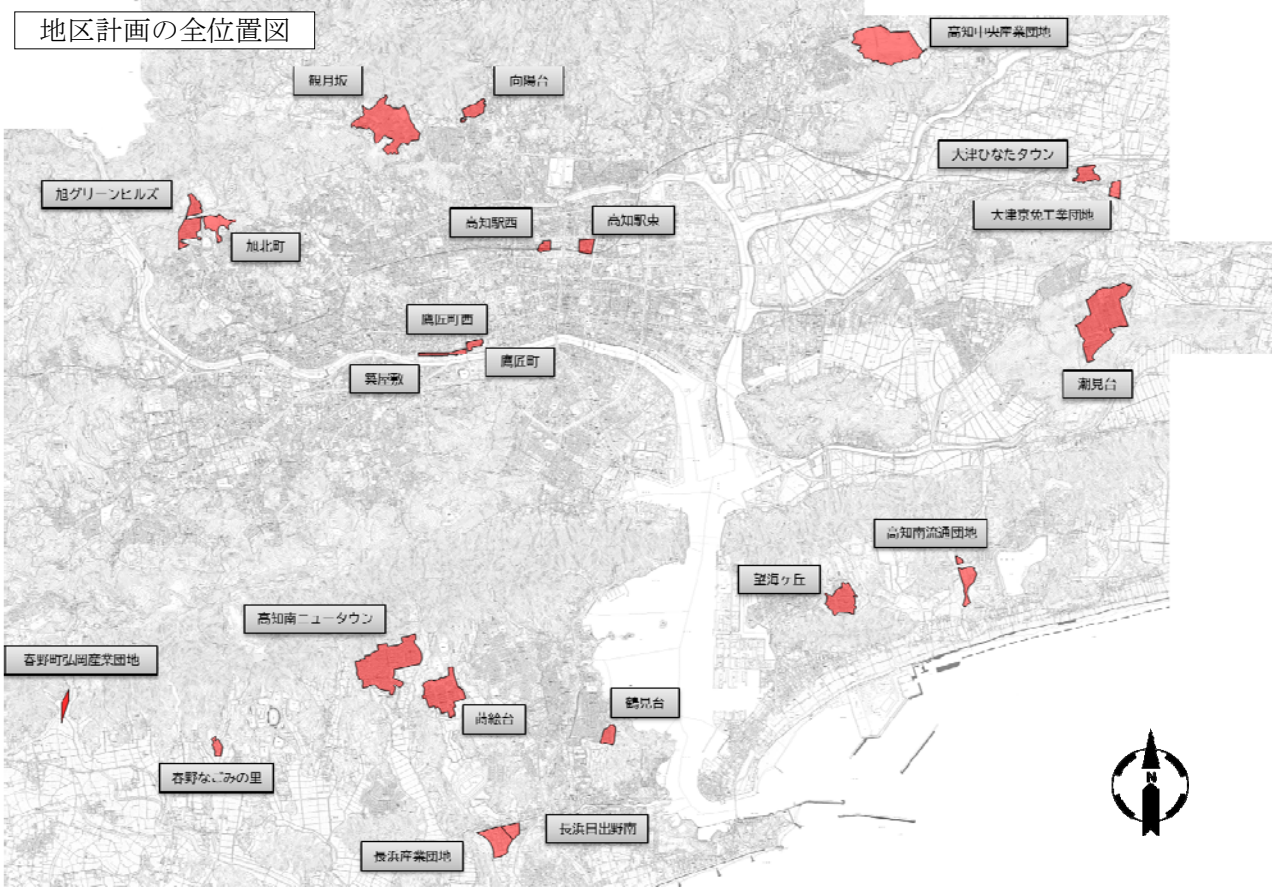 地区計画の全位置図
高知中央産業団地
観月坂
向陽台
大津ひなたタウン
旭グリーンヒルズ
大津京免工業団地
高知駅西
高知駅東
旭北町
鷹匠町西
鷹匠町
築屋敷
潮見台
高知南流通団地
望海ヶ丘
高知南ニュータウン
春野町弘岡産業団地
鶴見台
蒔絵台
春野なごみの里
長浜日出野南
長浜産業団地
N